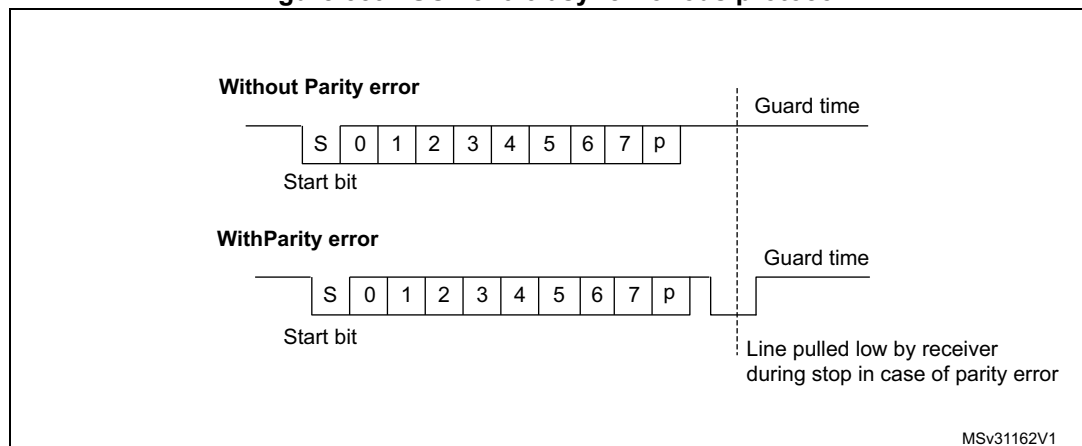 Without Parity error
Guard time
S 0 1 2 3 4 5 6 7 p
Start bit
WithParity error
Guard time
S 0 1 2 3 4 5 6 7 p
Start bit
Line pulled low by receiver
during stop in case of parity error
MSv31162V1